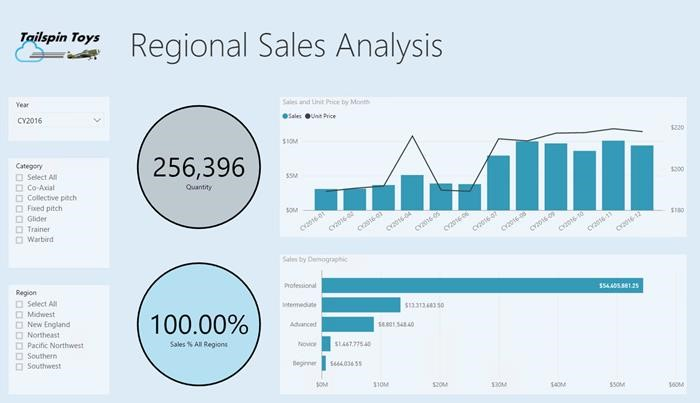 Tailspin Toys
Regional Sales Analysis
Year
CY2016
Category
Select All
Co-Axial
Collective pitch
Fixed pitch
Glider
Trainer
Warbird
Region
Select All
Midwest
New England
Northeast
Pacific Northwest
Southern
Southwest
256,396
Quantity
100.00%
Sales % All Regions
Sales and Unit Price by Month
Sales Unit Price
$10M
$5M
$0M
$220
$200
$180
CY2016-01
CY2016-02
CY2016-03
CY2016-04
CY2016-05
CY2016-06
CY2016-07
CY2016-08
CY2016-09
CY2016-10
CY2016-11
CY2016-12
Sales by Demographic
Professional $54,405,881.25
Intermediate $13,313,683.50
Advanced $8,801,548.40
Novice $1,467,775.40
Beginner $664,036.55
$0M $10M $20M $30M $40M $50M $60M